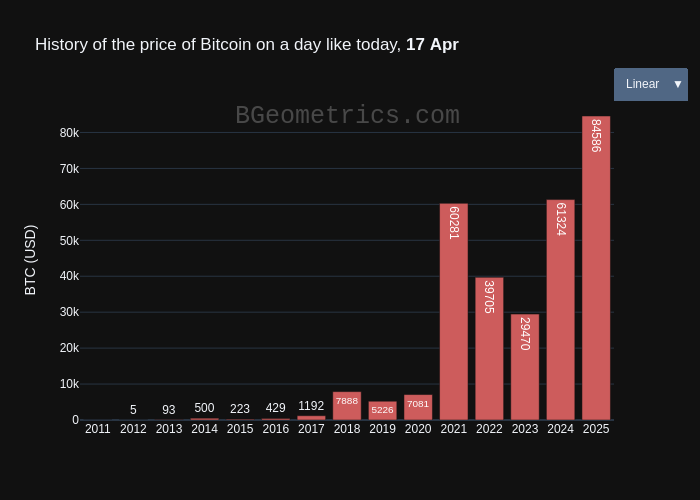 History of the price of Bitcoin on a day like today, 17 Apr
Linear ▼
BGeometrics.com
BTC (USD)
80k
70k
60k
50k
40k
30k
20k
10k
0
5
93
500
223
429
1192
7888
5226
7081
60281
39705
29470
61324
84586
2011 2012 2013 2014 2015 2016 2017 2018 2019 2020 2021 2022 2023 2024 2025